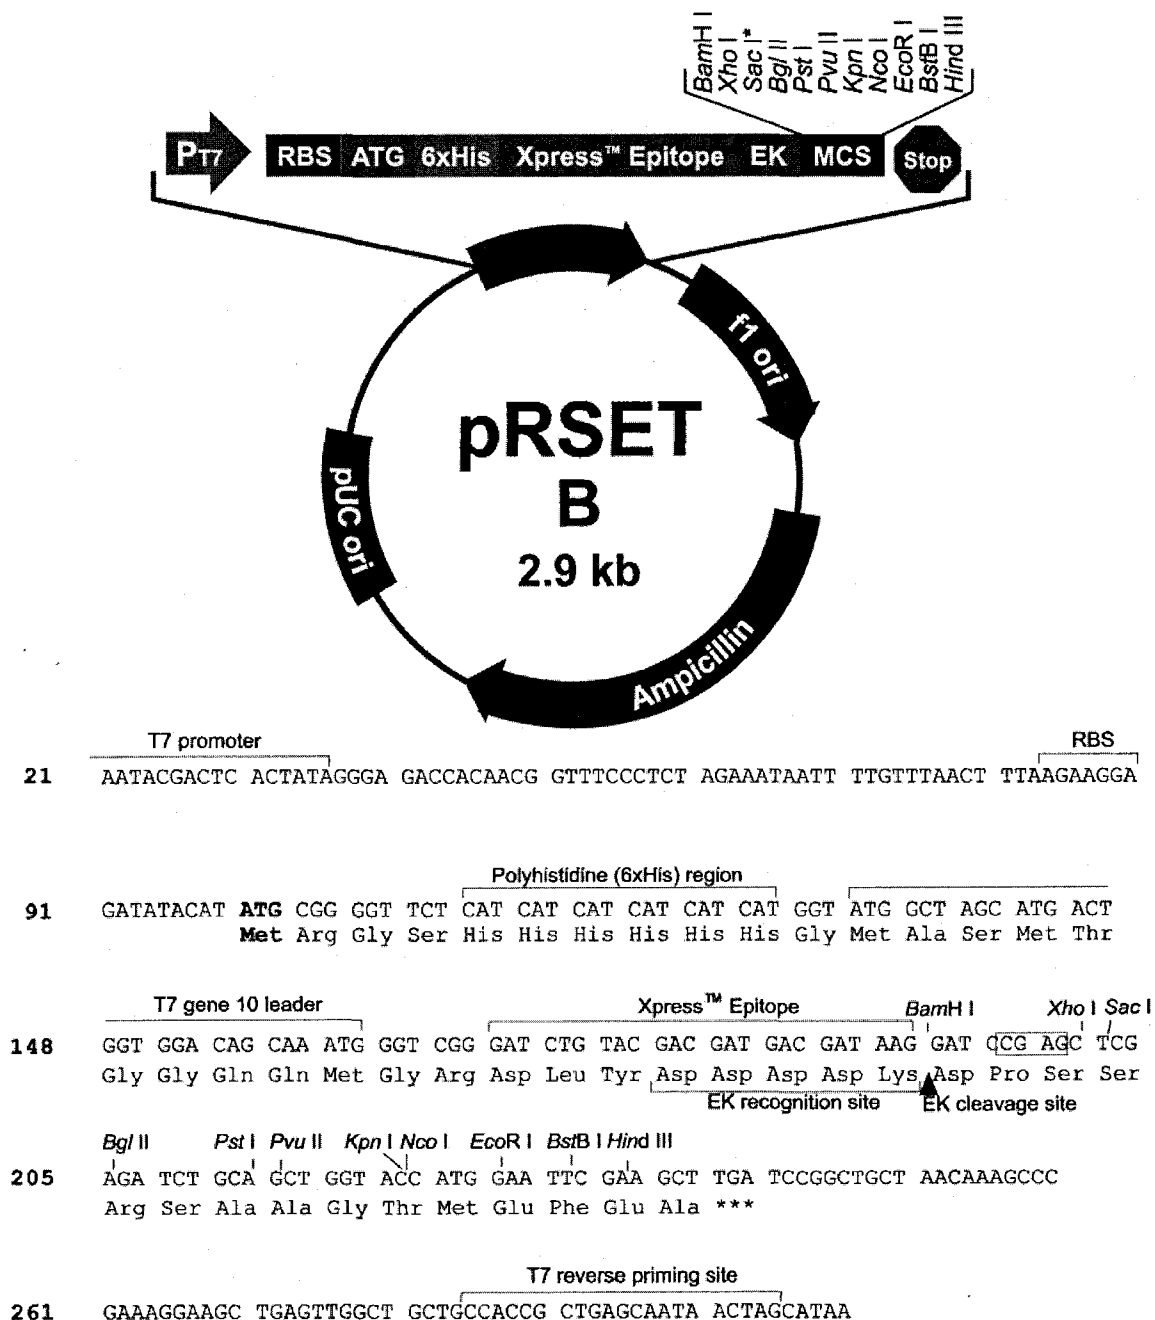 BamH I
Xho I
Sac I*
Bgl II
Pst I
Pvu II
Kpn I
Nco I
EcoR I
BstB I
Hind III
PT7 RBS ATG 6xHis Xpress™ Epitope EK MCS Stop
f1 ori
pRSET
B
2.9 kb
pUC ori
Ampicillin
T7 promoter RBS
21 AATACGACTC ACTATAGGGA GACCACAACG GTTTCCCTCT AGAAATAATT TTGTTTAACT TTAAGAAGGA
Polyhistidine (6xHis) region
91 GATATACAT ATG CGG GGT TCT CAT CAT CAT CAT CAT CAT GGT ATG GCT AGC ATG ACT
Met Arg Gly Ser His His His His His His Gly Met Ala Ser Met Thr
T7 gene 10 leader Xpress™ Epitope BamH I Xho I Sac I
148 GGT GGA CAG CAA ATG GGT CGG GAT CTG TAC GAC GAT GAC GAT AAG GAT CCG AGC TCG
Gly Gly Gln Gln Met Gly Arg Asp Leu Tyr Asp Asp Asp Asp Lys Asp Pro Ser Ser
EK recognition site EK cleavage site
Bgl II Pst I Pvu II Kpn I Nco I EcoR I BstB I Hind III
205 AGA TCT GCA GCT GGT ACC ATG GAA TTC GAA GCT TGA TCCGGCTGCT AACAAAGCCC
Arg Ser Ala Ala Gly Thr Met Glu Phe Glu Ala ***
T7 reverse priming site
261 GAAAGGAAGC TGAGTTGGCT GCTGCCACCG CTGAGCAATA ACTAGCATAA